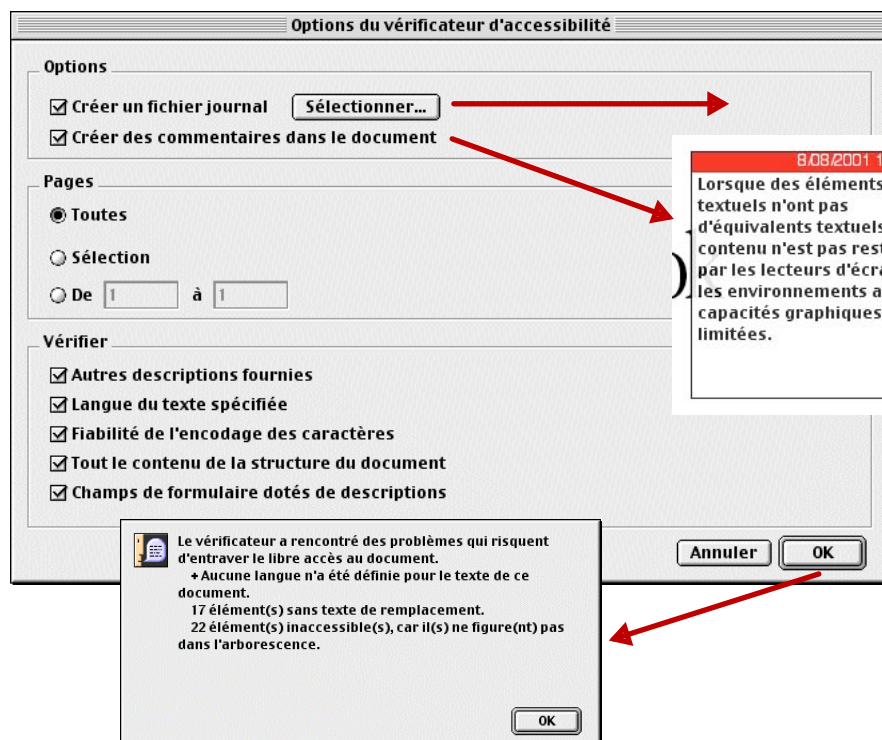 Options du vérificateur d'accessibilité
Options
Créer un fichier journal Sélectionner...
Créer des commentaires dans le document
8/08/2001 1
Lorsque des éléments
textuels n'ont pas
d'équivalents textuels
contenu n'est pas rest
par les lecteurs d'écra
les environnements a
capacités graphiques
limitées.
Pages
Toutes
Sélection
De 1 à 1
Vérifier
Autres descriptions fournies
Langue du texte spécifiée
Fiabilité de l'encodage des caractères
Tout le contenu de la structure du document
Champs de formulaire dotés de descriptions
Annuler OK
Le vérificateur a rencontré des problèmes qui risquent
d'entraver le libre accès au document.
+ Aucune langue n'a été définie pour le texte de ce
document.
17 élément(s) sans texte de remplacement.
22 élément(s) inaccessible(s), car il(s) ne figure(nt) pas
dans l'arborescence.
OK